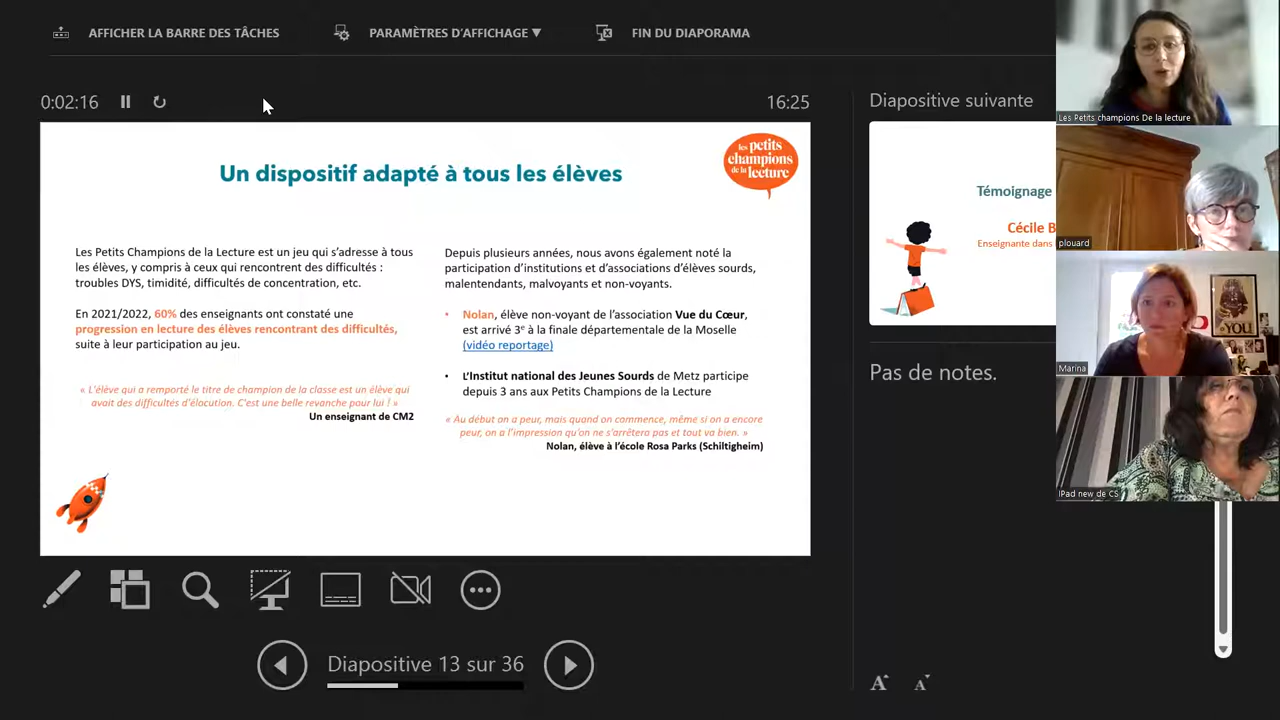 AFFICHER LA BARRE DES TÂCHES
PARAMÈTRES D'AFFICHAGE ▼
FIN DU DIAPORAMA
0:02:16
16:25
Un dispositif adapté à tous les élèves
les petits
champions
de la lecture
Les Petits Champions de la Lecture est un jeu qui s'adresse à tous
les élèves, y compris à ceux qui rencontrent des difficultés :
troubles DYS, timidité, difficultés de concentration, etc.
En 2021/2022, 60% des enseignants ont constaté une
progression en lecture des élèves rencontrant des difficultés,
suite à leur participation au jeu.
« L'élève qui a remporté le titre de champion de la classe est un élève qui
avait des difficultés d'élocution. C'est une belle revanche pour lui ! »
Un enseignant de CM2
Depuis plusieurs années, nous avons également noté la
participation d'institutions et d'associations d'élèves sourds,
malentendants, malvoyants et non-voyants.
• Nolan, élève non-voyant de l'association Vue du Cœur,
est arrivé 3e à la finale départementale de la Moselle
(vidéo reportage)
• L'Institut national des Jeunes Sourds de Metz participe
depuis 3 ans aux Petits Champions de la Lecture
« Au début on a peur, mais quand on commence, même si on a encore
peur, on a l'impression qu'on ne s'arrêtera pas et tout va bien. »
Nolan, élève à l'école Rosa Parks (Schiltigheim)
Diapositive 13 sur 36
Diapositive suivante
Témoignage
Cécile B
Enseignante dans
Pas de notes.
A A
Les Petits champions De la lecture
plouard
YOU
Marina
IPad new de CS